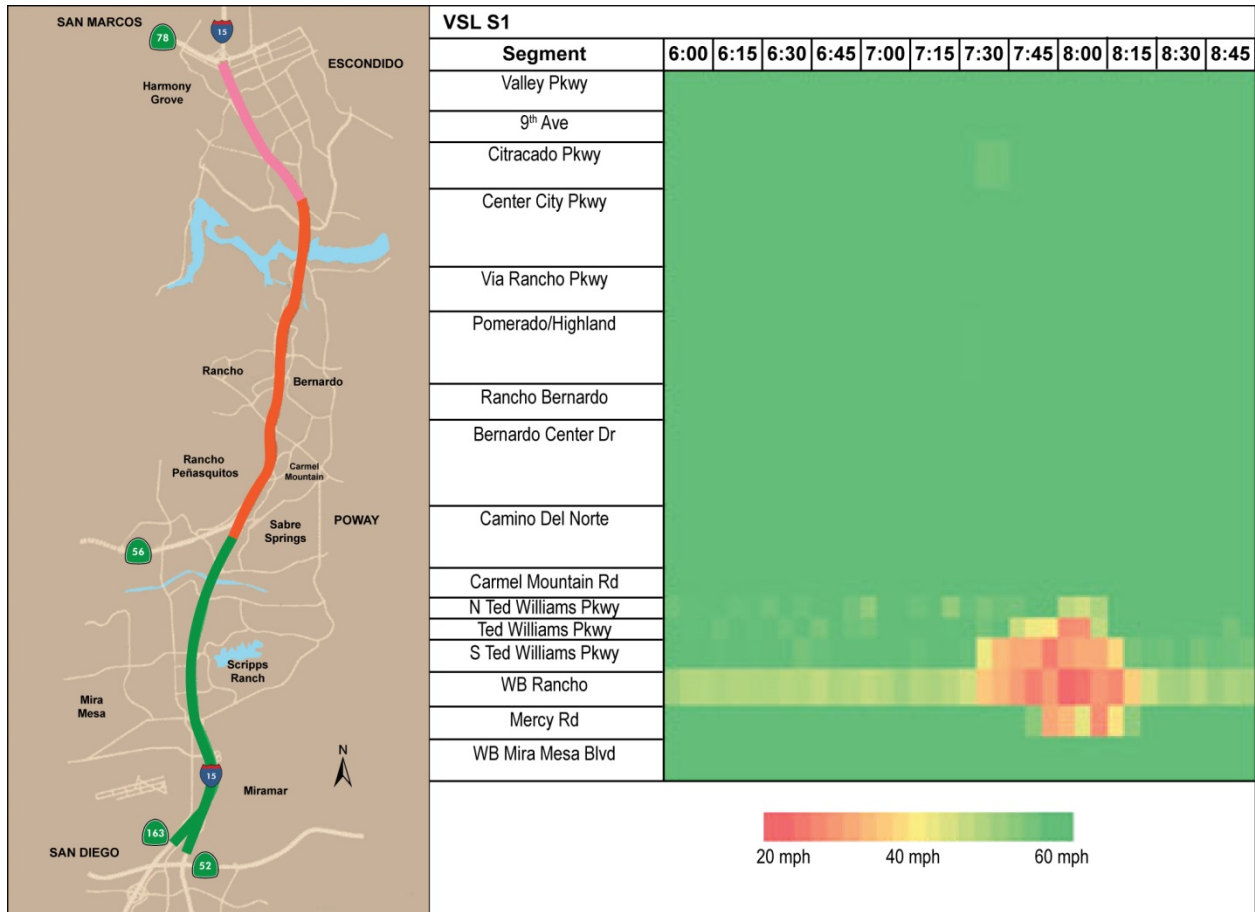 SAN MARCOS
78
15
ESCONDIDO
Harmony
Grove
Rancho
Bernardo
Rancho
Peñasquitos
Carmel
Mountain
POWAY
Sabre
Springs
56
Scripps
Ranch
Mira
Mesa
N
15
Miramar
163
SAN DIEGO
52
VSL S1
Segment 6:00 6:15 6:30 6:45 7:00 7:15 7:30 7:45 8:00 8:15 8:30 8:45
Valley Pkwy
9th Ave
Citracado Pkwy
Center City Pkwy
Via Rancho Pkwy
Pomerado/Highland
Rancho Bernardo
Bernardo Center Dr
Camino Del Norte
Carmel Mountain Rd
N Ted Williams Pkwy
Ted Williams Pkwy
S Ted Williams Pkwy
WB Rancho
Mercy Rd
WB Mira Mesa Blvd
20 mph 40 mph 60 mph